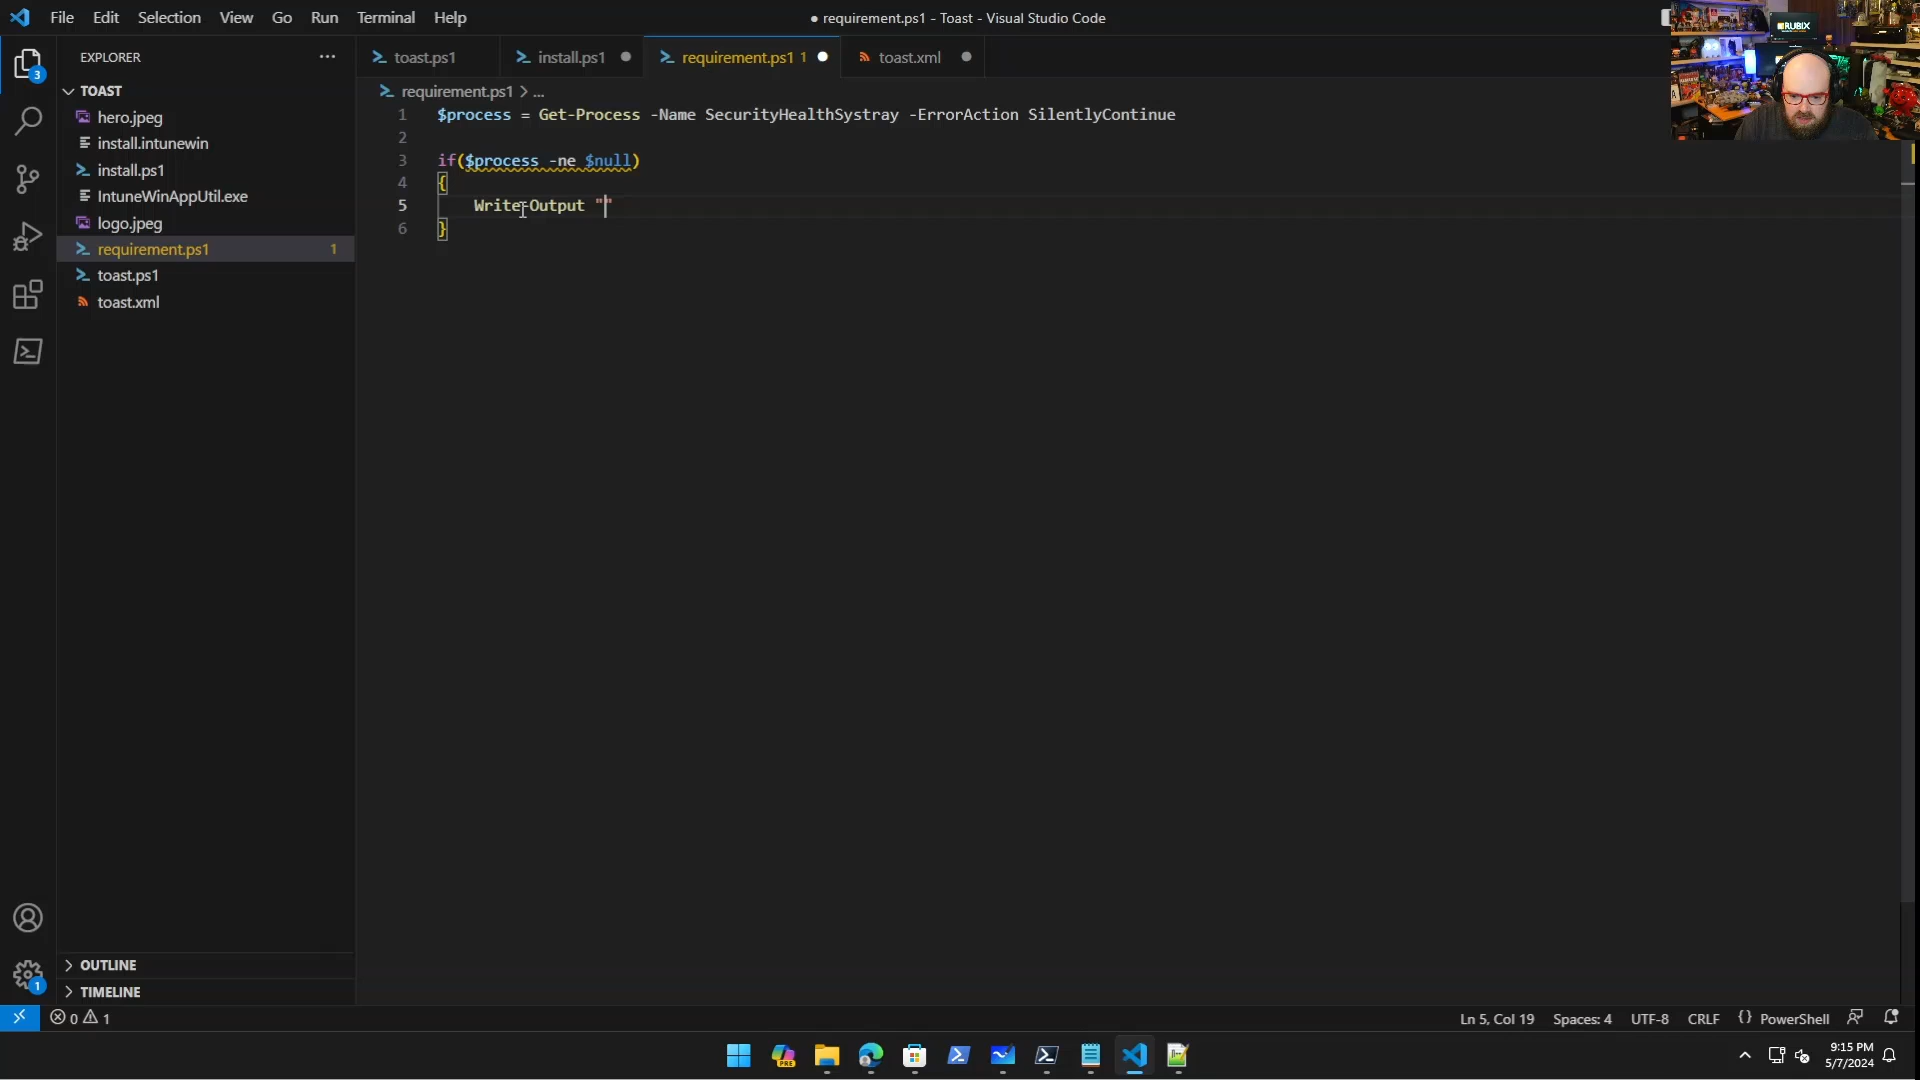 File Edit Selection View Go Run Terminal Help
● requirement.ps1 - Toast - Visual Studio Code
RUBIX
EXPLORER
3
TOAST
hero.jpeg
install.intunewin
install.ps1
IntuneWinAppUtil.exe
logo.jpeg
requirement.ps1 1
toast.ps1
toast.xml
OUTLINE
TIMELINE
toast.ps1 install.ps1 requirement.ps1 1 toast.xml
requirement.ps1 > ...
1 $process = Get-Process -Name SecurityHealthSystray -ErrorAction SilentlyContinue
2
3 if($process -ne $null)
4 {
5 Write-Output ""
6 }
1
0 1
Ln 5, Col 19 Spaces: 4 UTF-8 CRLF {} PowerShell
PRE
9:15 PM
5/7/2024